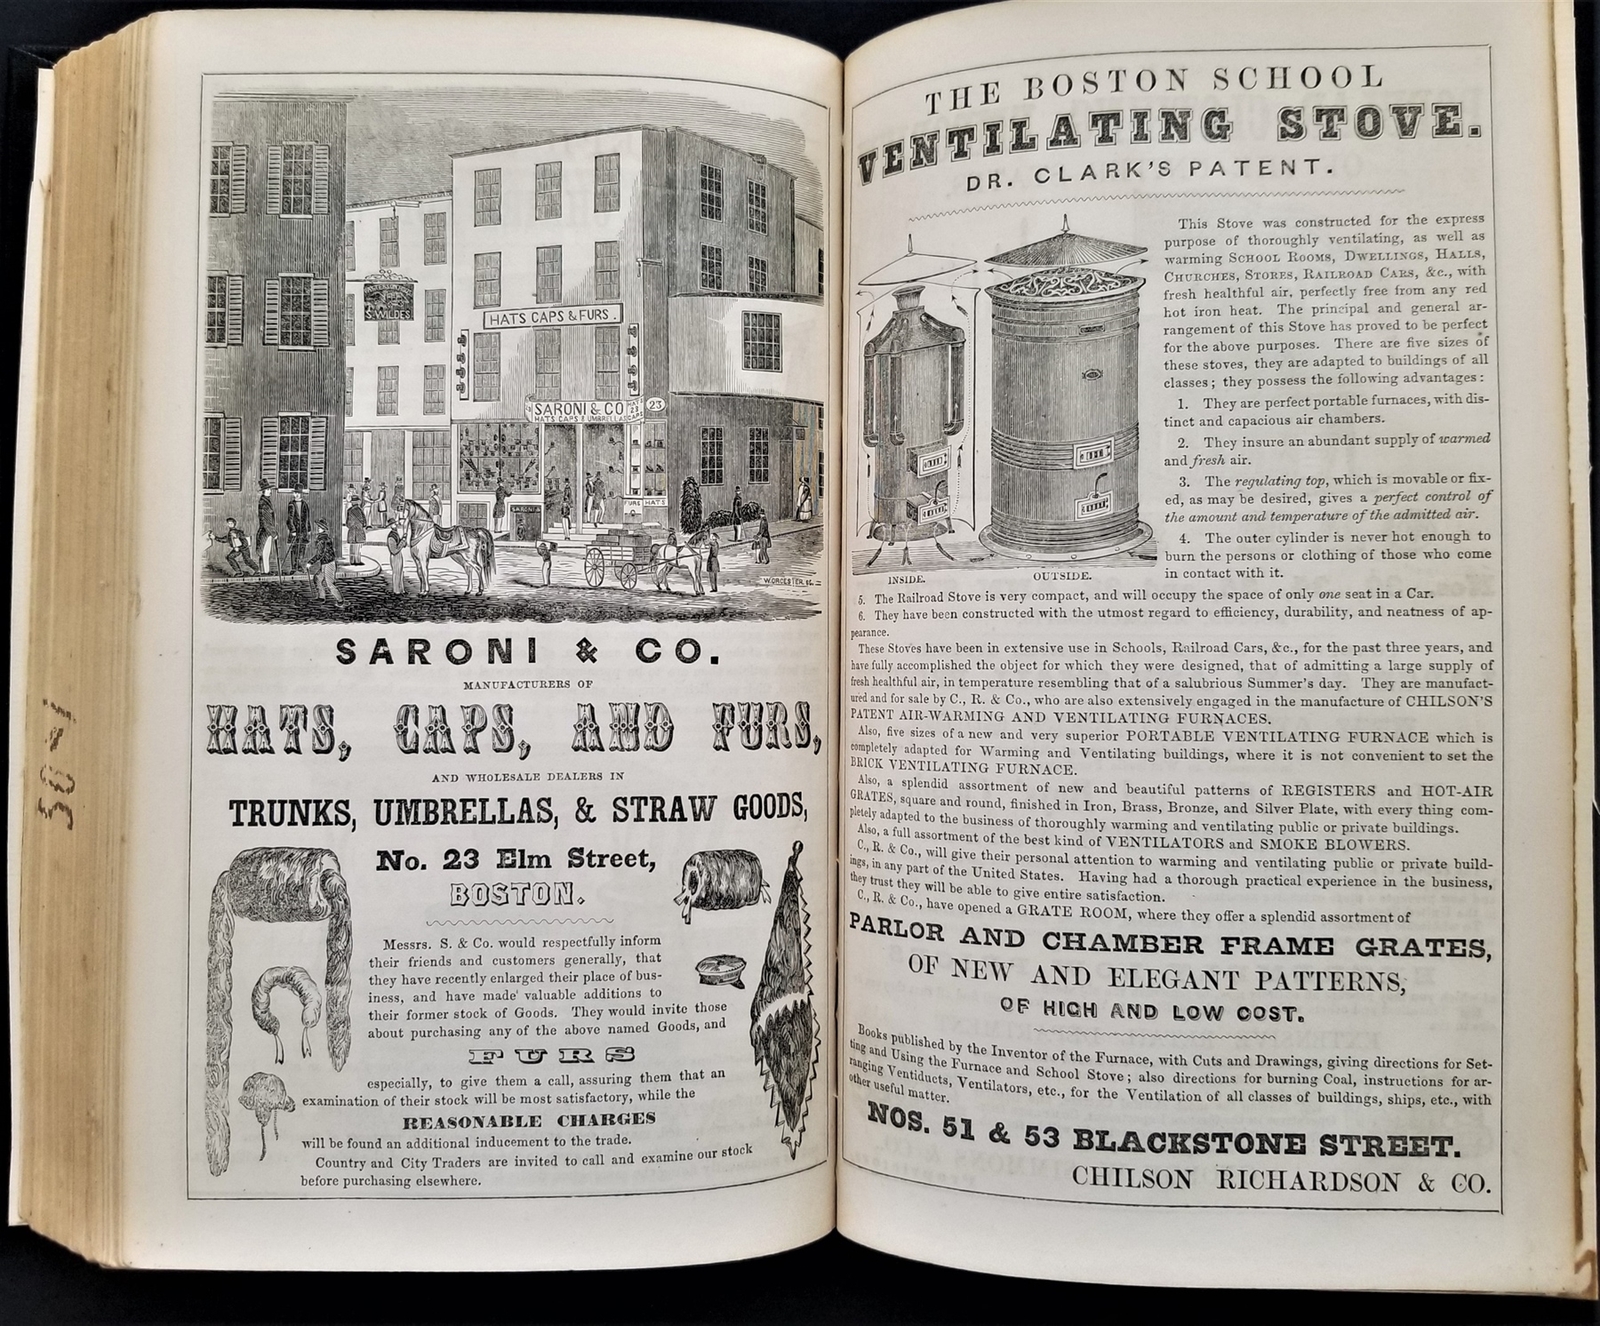 S. WILDES.
HATS CAPS & FURS.
SARONI & CO
HATS CAPS & UMBRELLAS
23
FURS
HATS
SARONI &
WORCESTER
SARONI & CO.
MANUFACTURERS OF
HATS, CAPS, AND FURS,
AND WHOLESALE DEALERS IN
TRUNKS, UMBRELLAS, & STRAW GOODS,
No. 23 Elm Street,
BOSTON.
Messrs. S. & Co. would respectfully inform
their friends and customers generally, that
they have recently enlarged their place of bus-
iness, and have made valuable additions to
their former stock of Goods. They would invite those
about purchasing any of the above named Goods, and
FURS
especially, to give them a call, assuring them that an
examination of their stock will be most satisfactory, while the
REASONABLE CHARGES
will be found an additional inducement to the trade.
Country and City Traders are invited to call and examine our stock
before purchasing elsewhere.
THE BOSTON SCHOOL
VENTILATING STOVE.
DR. CLARK'S PATENT.
This Stove was constructed for the express
purpose of thoroughly ventilating, as well as
warming SCHOOL ROOMS, DWELLINGS, HALLS,
CHURCHES, STORES, RAILROAD CARS, &c., with
fresh healthful air, perfectly free from any red
hot iron heat. The principal and general ar-
rangement of this Stove has proved to be perfect
for the above purposes. There are five sizes of
these stoves, they are adapted to buildings of all
classes; they possess the following advantages:
1. They are perfect portable furnaces, with dis-
tinct and capacious air chambers.
2. They insure an abundant supply of warmed
and fresh air.
3. The regulating top, which is movable or fix-
ed, as may be desired, gives a perfect control of
the amount and temperature of the admitted air.
4. The outer cylinder is never hot enough to
burn the persons or clothing of those who come
in contact with it.
INSIDE.
OUTSIDE.
5. The Railroad Stove is very compact, and will occupy the space of only one seat in a Car.
6. They have been constructed with the utmost regard to efficiency, durability, and neatness of ap-
pearance.
These Stoves have been in extensive use in Schools, Railroad Cars, &c., for the past three years, and
have fully accomplished the object for which they were designed, that of admitting a large supply of
fresh healthful air, in temperature resembling that of a salubrious Summer's day. They are manufact-
ured and for sale by C., R. & Co., who are also extensively engaged in the manufacture of CHILSON'S
PATENT AIR-WARMING AND VENTILATING FURNACES.
Also, five sizes of a new and very superior PORTABLE VENTILATING FURNACE which is
completely adapted for Warming and Ventilating buildings, where it is not convenient to set the
BRICK VENTILATING FURNACE.
Also, a splendid assortment of new and beautiful patterns of REGISTERS and HOT-AIR
GRATES, square and round, finished in Iron, Brass, Bronze, and Silver Plate, with every thing com-
pletely adapted to the business of thoroughly warming and ventilating public or private buildings.
Also, a full assortment of the best kind of VENTILATORS and SMOKE BLOWERS.
C., R. & Co., will give their personal attention to warming and ventilating public or private build-
ings, in any part of the United States. Having had a thorough practical experience in the business,
they trust they will be able to give entire satisfaction.
C., R. & Co., have opened a GRATE ROOM, where they offer a splendid assortment of
PARLOR AND CHAMBER FRAME GRATES,
OF NEW AND ELEGANT PATTERNS,
OF HIGH AND LOW COST.
Books published by the Inventor of the Furnace, with Cuts and Drawings, giving directions for Set-
ting and Using the Furnace and School Stove; also directions for burning Coal, instructions for ar-
ranging Ventiducts, Ventilators, etc., for the Ventilation of all classes of buildings, ships, etc., with
other useful matter.
NOS. 51 & 53 BLACKSTONE STREET.
CHILSON RICHARDSON & CO.